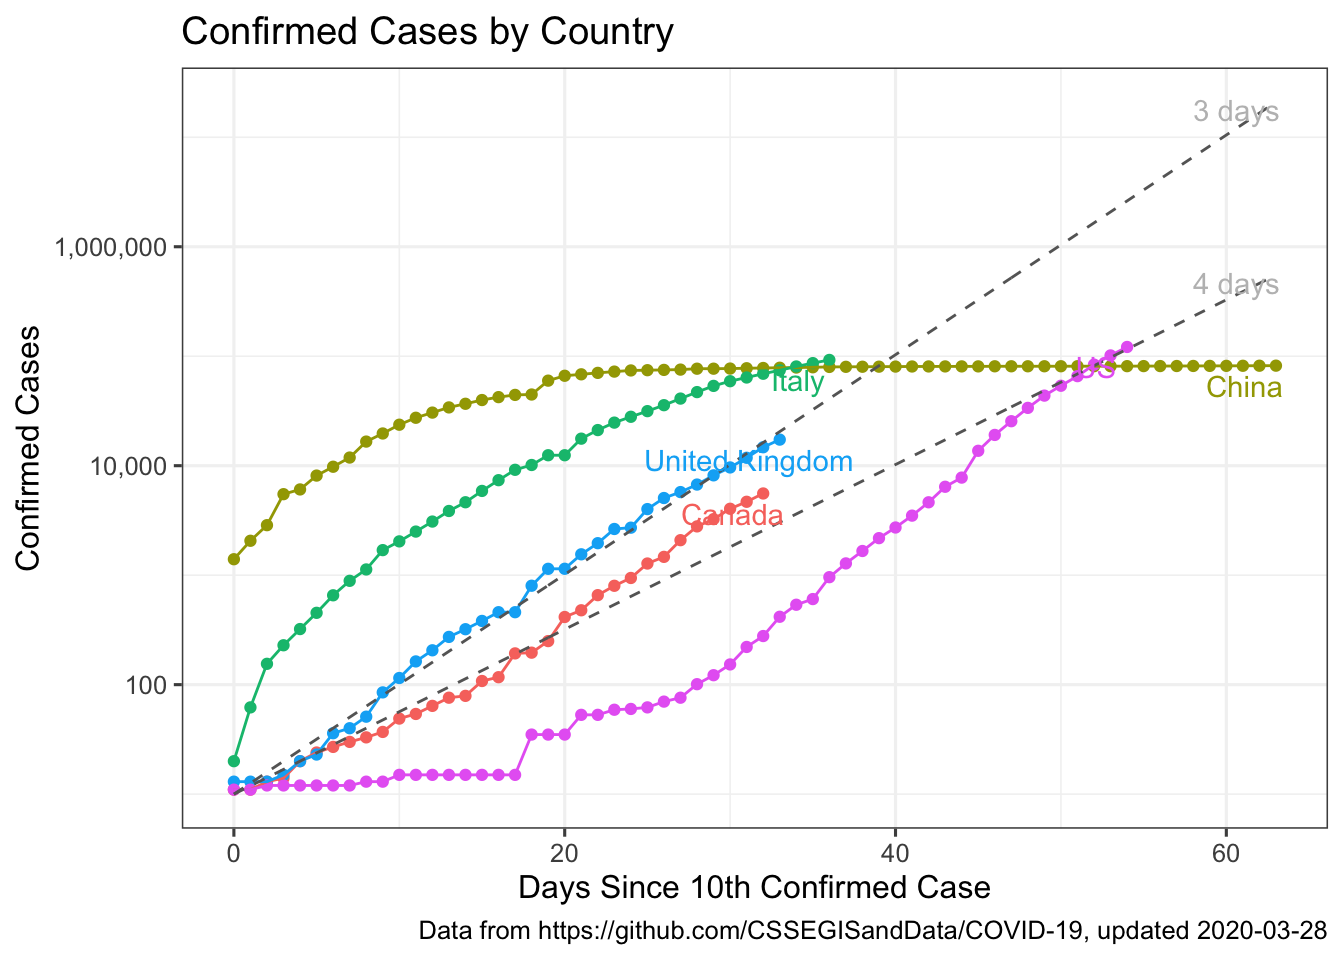 Confirmed Cases by Country
3 days
1,000,000
4 days
US
Italy
China
Confirmed Cases
10,000
United Kingdom
Canada
100
0
20
40
60
Days Since 10th Confirmed Case
Data from https://github.com/CSSEGISandData/COVID-19, updated 2020-03-28